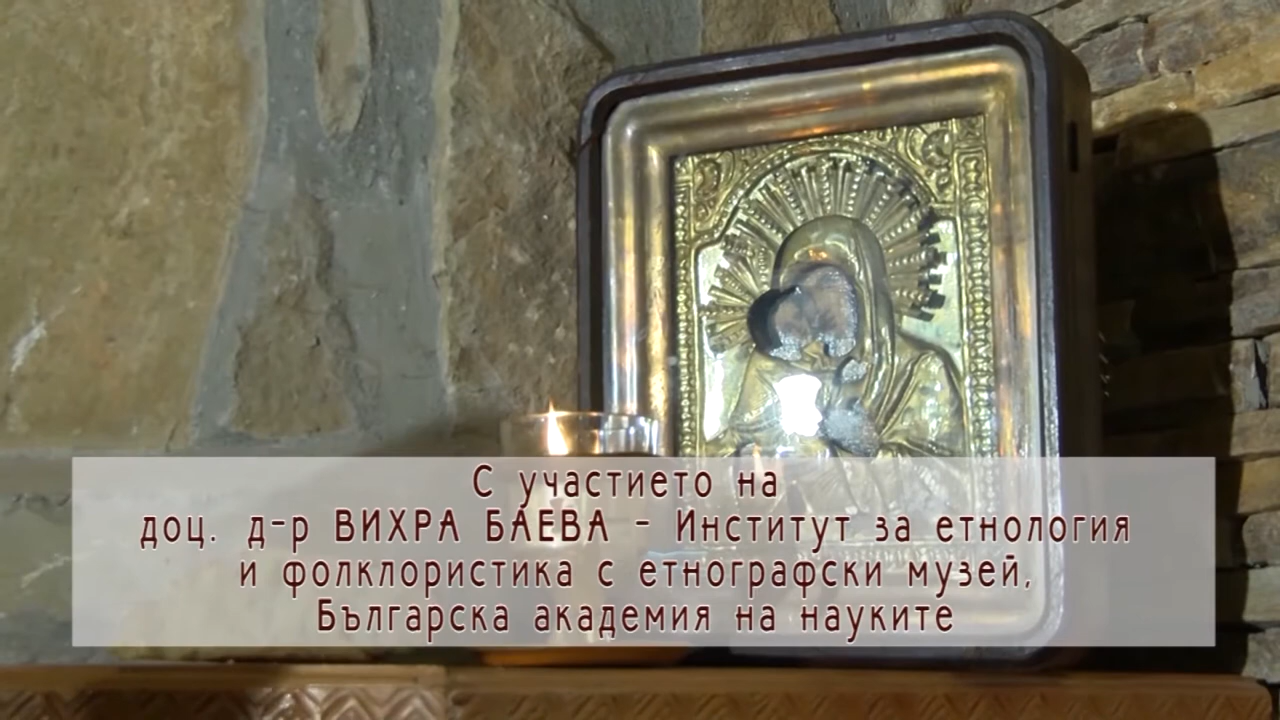 С участието на
доц. д-р ВИХРА БАЕВА - Институт за етнология
и фолклористика с етнографски музей,
Българска академия на науките